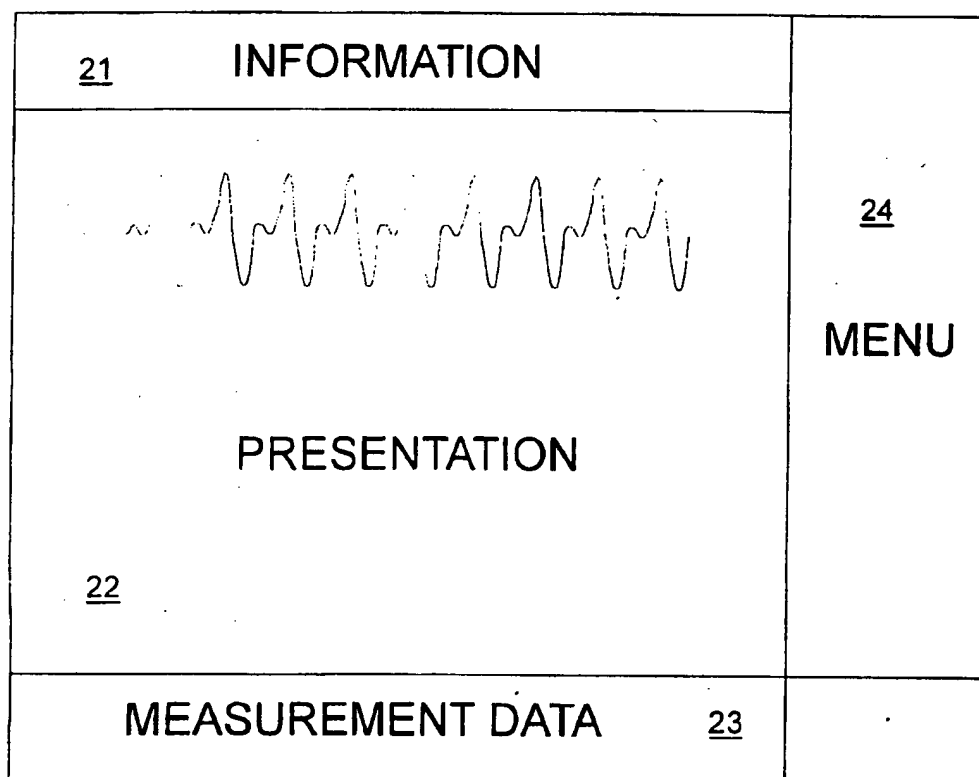 21 INFORMATION
24
MENU
PRESENTATION
22
MEASUREMENT DATA 23